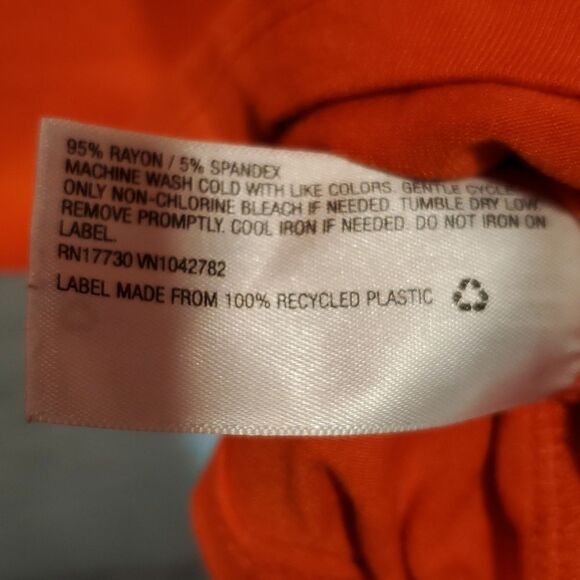 95% RAYON / 5% SPANDEX
MACHINE WASH COLD WITH LIKE COLORS. GENTLE CYCLE
ONLY NON-CHLORINE BLEACH IF NEEDED. TUMBLE DRY LOW.
REMOVE PROMPTLY. COOL IRON IF NEEDED. DO NOT IRON ON
LABEL.
RN17730 VN1042782
LABEL MADE FROM 100% RECYCLED PLASTIC